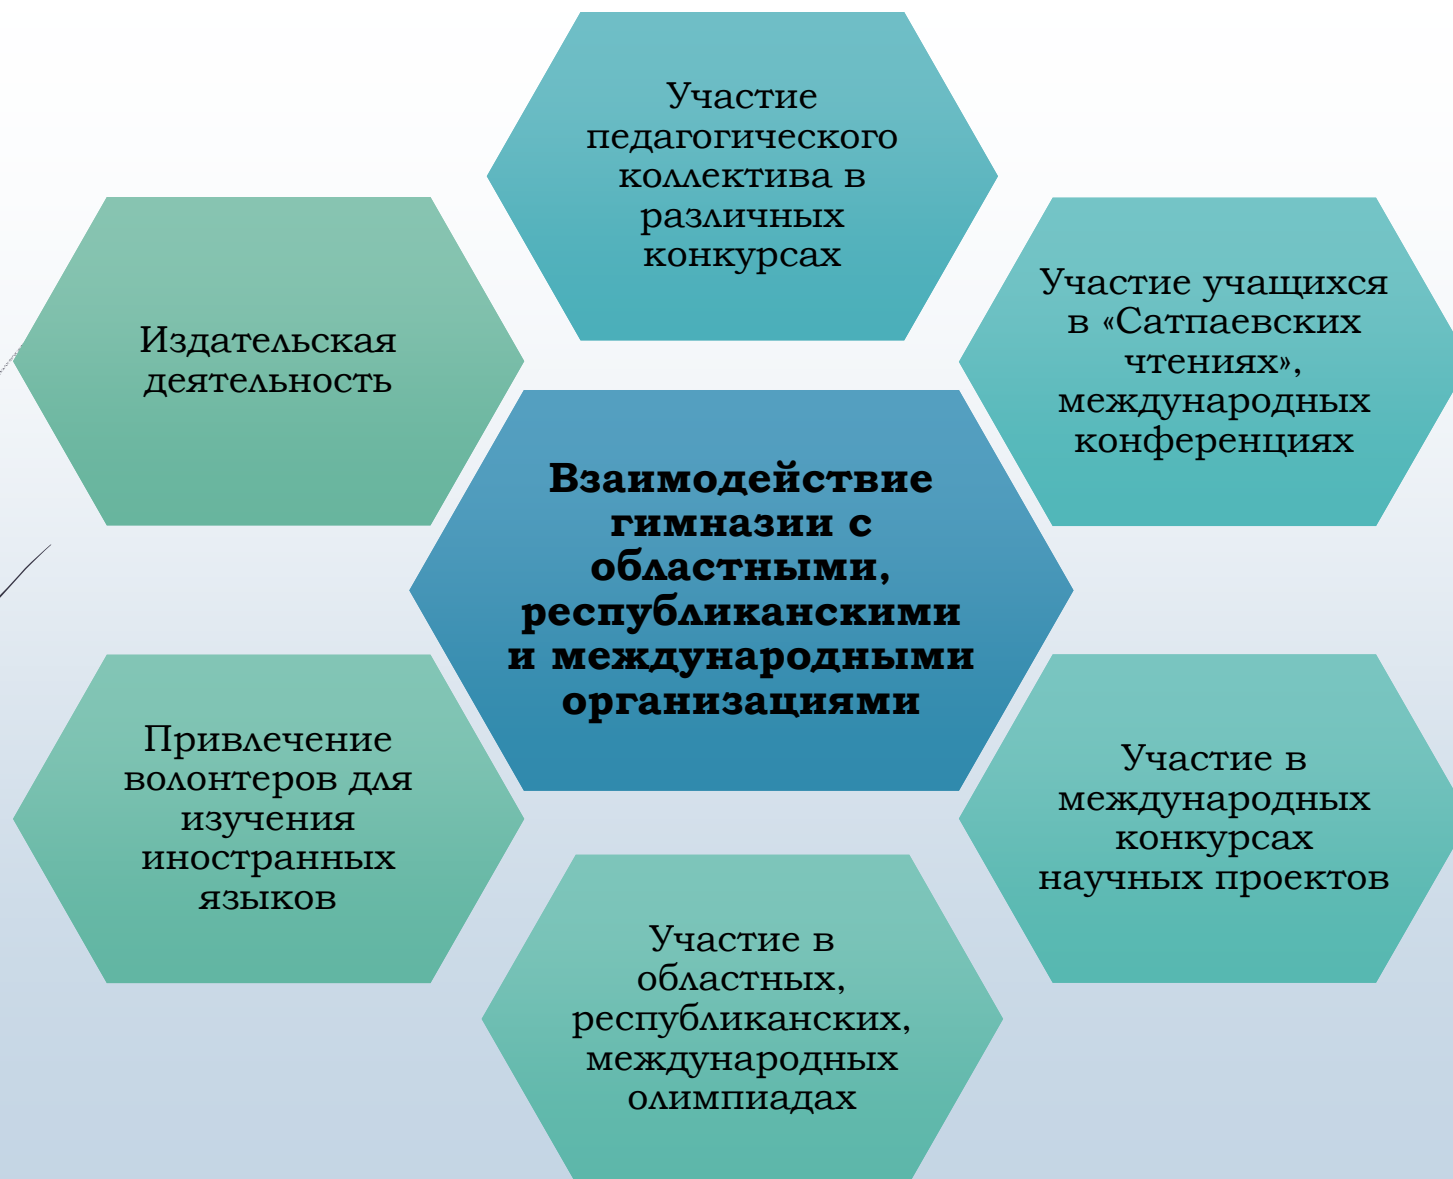 Участие
педагогического
коллектива в
различных
конкурсах
Участие учащихся
в «Сатпаевских
чтениях»,
международных
конференциях
Издательская
деятельность
Взаимодействие
гимназии с
областными,
республиканскими
и международными
организациями
Участие в
международных
конкурсах
научных проектов
Привлечение
волонтеров для
изучения
иностранных
языков
Участие в
областных,
республиканских,
международных
олимпиадах